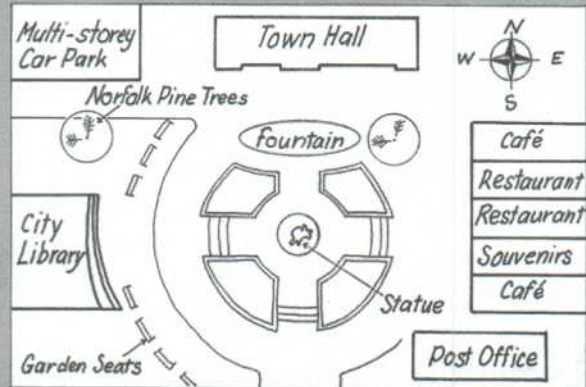 Multi-storey
Car Park
Town Hall
N
W
E
S
Norfalk Pine Trees
Fountain
Café
Restaurant
Restaurant
Souvenirs
Café
City
Library
Statue
Garden Seats
Post Office